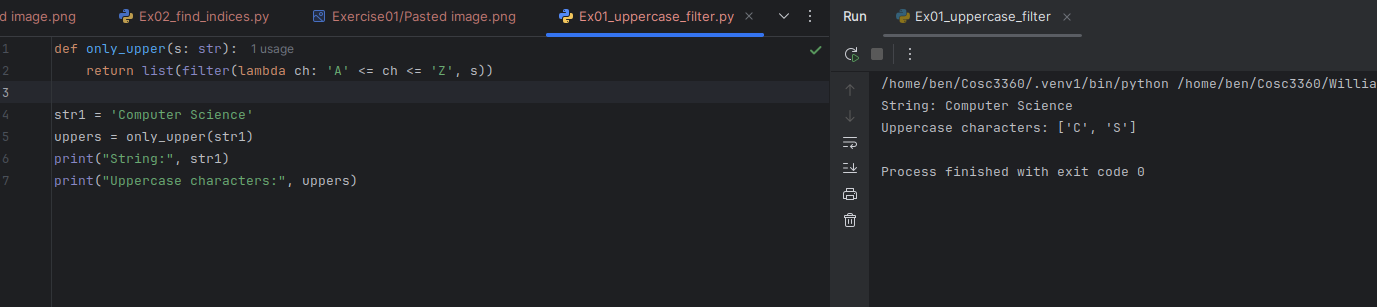 d image.png Ex02_find_indices.py Exercise01/Pasted image.png Ex01_uppercase_filter.py
1 def only_upper(s: str): 1 usage
2     return list(filter(lambda ch: 'A' <= ch <= 'Z', s))
3
4 str1 = 'Computer Science'
5 uppers = only_upper(str1)
6 print("String:", str1)
7 print("Uppercase characters:", uppers)
Run Ex01_uppercase_filter
/home/ben/Cosc3360/.venv1/bin/python /home/ben/Cosc3360/Willia
String: Computer Science
Uppercase characters: ['C', 'S']
Process finished with exit code 0